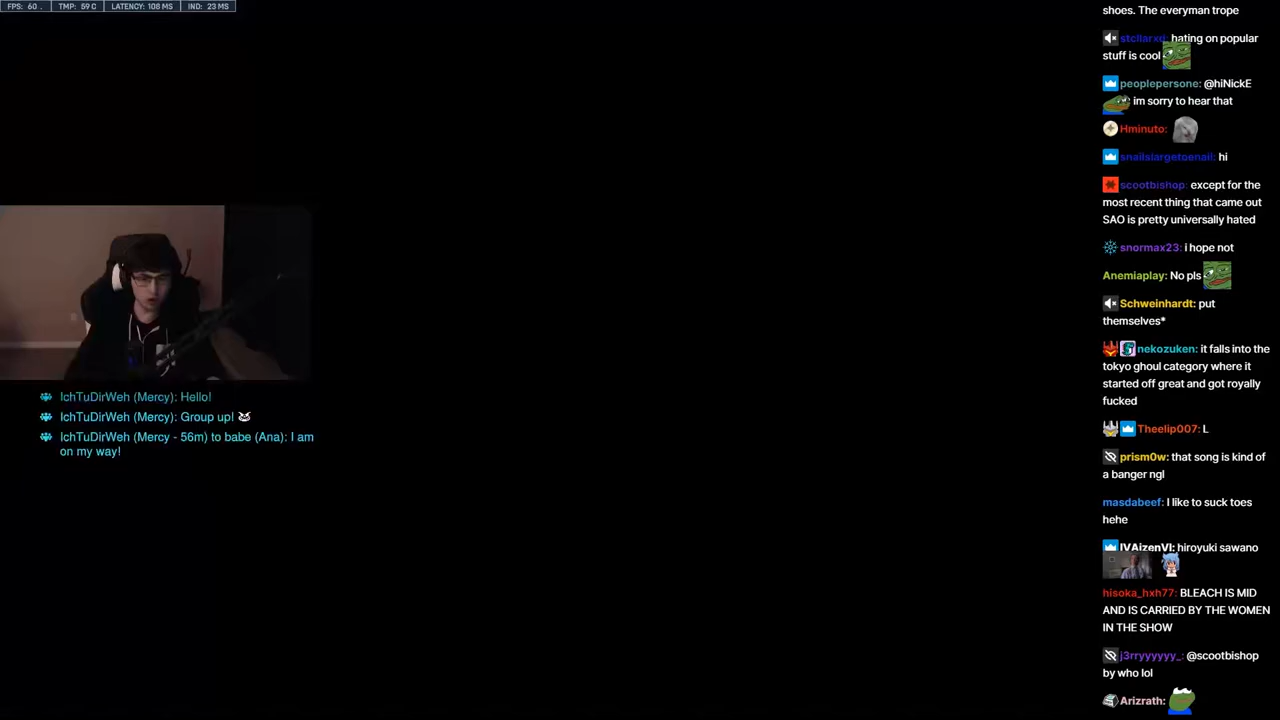 FPS: 60 . TMP: 59 C LATENCY: 108 MS IND: 23 MS
IchTuDirWeh (Mercy): Hello!
IchTuDirWeh (Mercy): Group up!
IchTuDirWeh (Mercy - 56m) to babe (Ana): I am
on my way!
shoes. The everyman trope
hating on popular
stuff is cool
peoplepersone: @hiNickE
im sorry to hear that
Hminuto:
snailslargetoenail: hi
scootbishop: except for the
most recent thing that came out
SAO is pretty universally hated
snormax23: i hope not
Anemiaplay: No pls
Schweinhardt: put
themselves*
nekozuken: it falls into the
tokyo ghoul category where it
started off great and got royally
fucked
Theelip007: L
prism0w: that song is kind of
a banger ngl
masdabeef: I like to suck toes
hehe
IVAizenVI: hiroyuki sawano
hisoka_hxh77: BLEACH IS MID
AND IS CARRIED BY THE WOMEN
IN THE SHOW
j3rryyyyyy_: @scootbishop
by who lol
Arizrath: